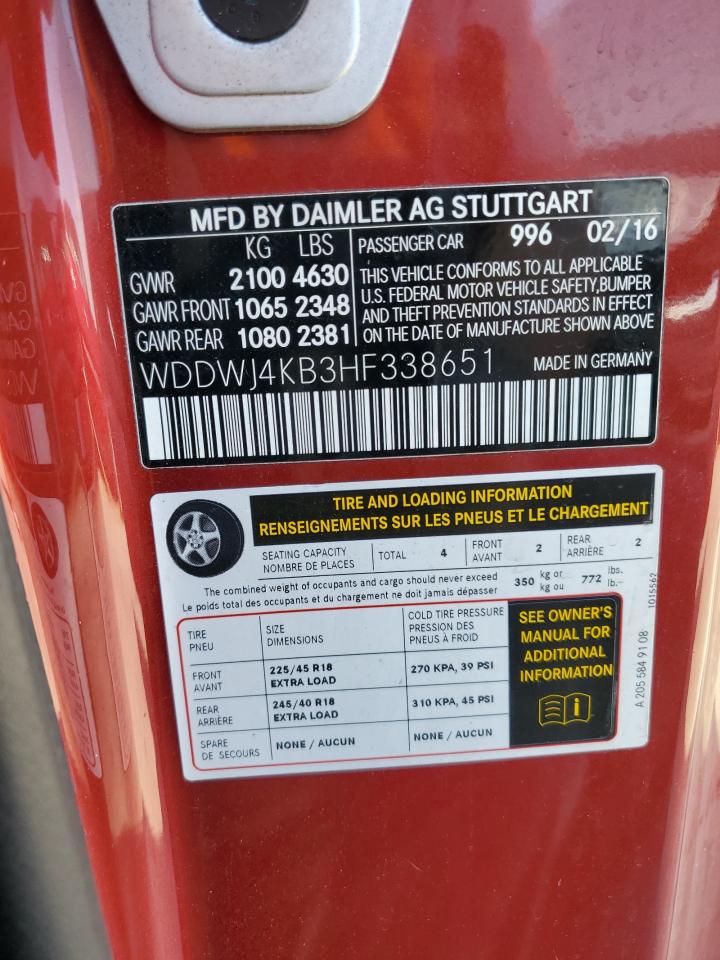 MFD BY DAIMLER AG STUTTGART
KG LBS
GVWR 2100 4630
GAWR FRONT 1065 2348
GAWR REAR 1080 2381
PASSENGER CAR 996 02/16
THIS VEHICLE CONFORMS TO ALL APPLICABLE
U.S. FEDERAL MOTOR VEHICLE SAFETY,BUMPER
AND THEFT PREVENTION STANDARDS IN EFFECT
ON THE DATE OF MANUFACTURE SHOWN ABOVE
WDDWJ4KB3HF338651 MADE IN GERMANY
TIRE AND LOADING INFORMATION
RENSEIGNEMENTS SUR LES PNEUS ET LE CHARGEMENT
SEATING CAPACITY
NOMBRE DE PLACES
TOTAL 4
FRONT
AVANT
2
REAR
ARRIÈRE
2
The combined weight of occupants and cargo should never exceed
Le poids total des occupants et du chargement ne doit jamais dépasser
350 kg or
kg ou
772 lbs.
lb.–
TIRE
PNEU
SIZE
DIMENSIONS
COLD TIRE PRESSURE
PRESSION DES
PNEUS À FROID
FRONT
AVANT
225/45 R18
EXTRA LOAD
270 KPA, 39 PSI
REAR
ARRIÈRE
245/40 R18
EXTRA LOAD
310 KPA, 45 PSI
SPARE
DE SECOURS
NONE / AUCUN
NONE / AUCUN
SEE OWNER'S
MANUAL FOR
ADDITIONAL
INFORMATION
A 205 584 91 08
1015562